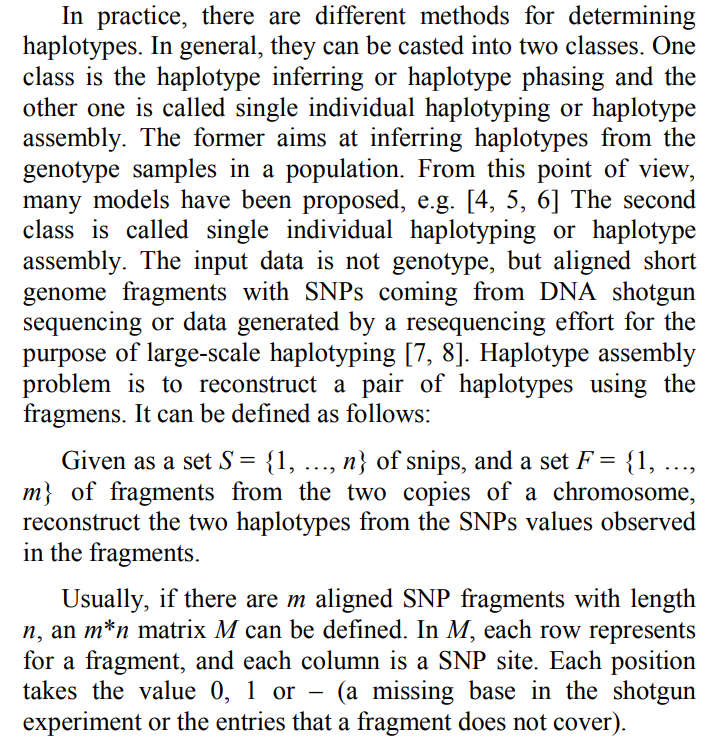 In practice, there are different methods for determining
haplotypes. In general, they can be casted into two classes. One
class is the haplotype inferring or haplotype phasing and the
other one is called single individual haplotyping or haplotype
assembly. The former aims at inferring haplotypes from the
genotype samples in a population. From this point of view,
many models have been proposed, e.g. [4, 5, 6] The second
class is called single individual haplotyping or haplotype
assembly. The input data is not genotype, but aligned short
genome fragments with SNPs coming from DNA shotgun
sequencing or data generated by a resequencing effort for the
purpose of large-scale haplotyping [7, 8]. Haplotype assembly
problem is to reconstruct a pair of haplotypes using the
fragmens. It can be defined as follows:
Given as a set S = {1, …, n} of snips, and a set F = {1, …,
m} of fragments from the two copies of a chromosome,
reconstruct the two haplotypes from the SNPs values observed
in the fragments.
Usually, if there are m aligned SNP fragments with length
n, an m*n matrix M can be defined. In M, each row represents
for a fragment, and each column is a SNP site. Each position
takes the value 0, 1 or – (a missing base in the shotgun
experiment or the entries that a fragment does not cover).